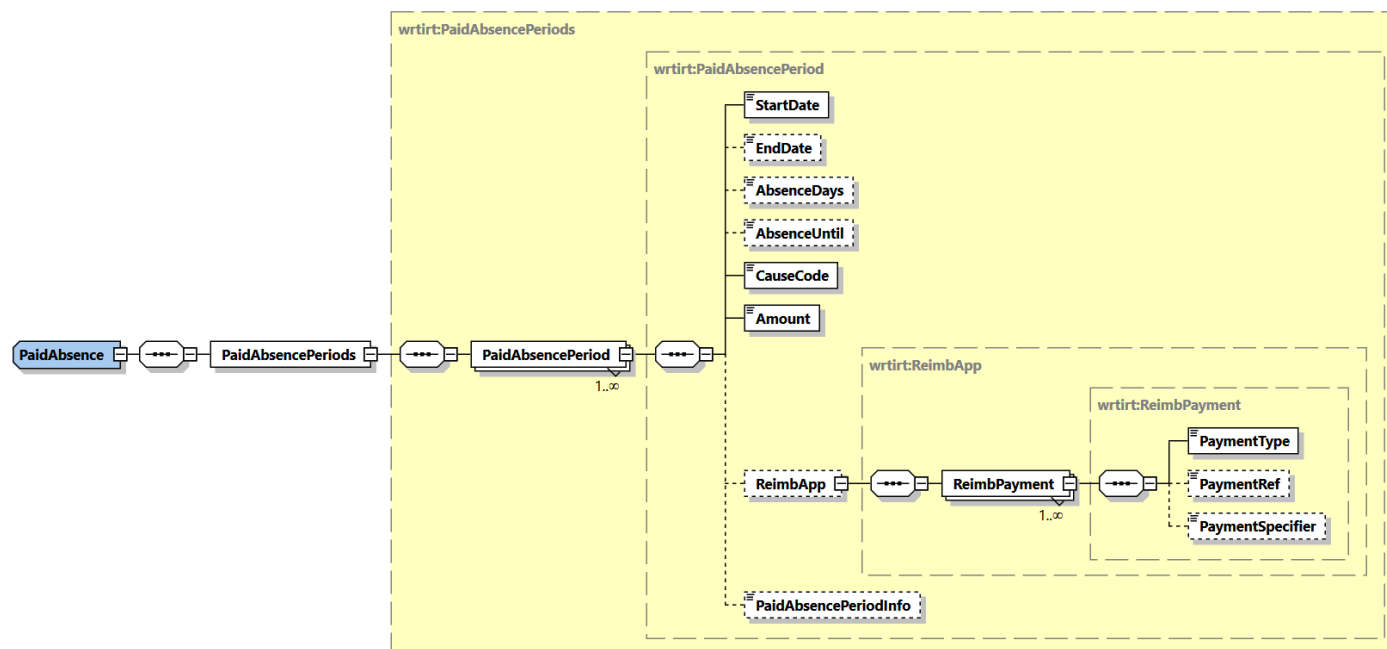 wrtirt:PaidAbsencePeriods
wrtirt:PaidAbsencePeriod
StartDate
EndDate
AbsenceDays
AbsenceUntil
CauseCode
Amount
PaidAbsence
PaidAbsencePeriods
PaidAbsencePeriod
1..∞
wrtirt:ReimbApp
wrtirt:ReimbPayment
PaymentType
ReimbApp
ReimbPayment
1..∞
PaymentRef
PaymentSpecifier
PaidAbsencePeriodInfo